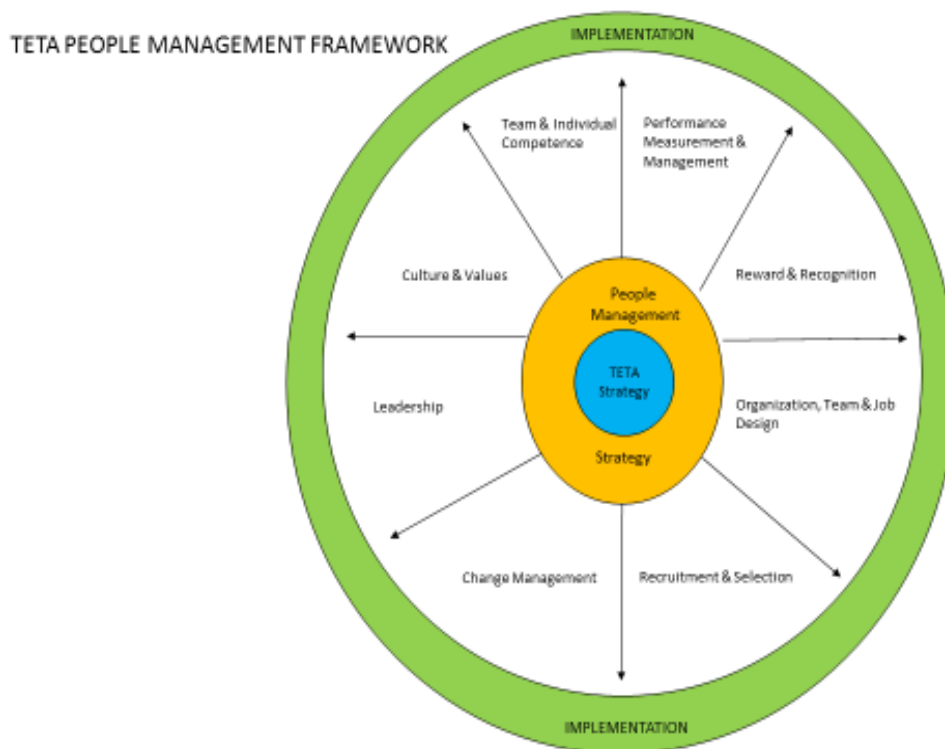 TETA PEOPLE MANAGEMENT FRAMEWORK
IMPLEMENTATION
Team & Individual
Competence
Performance
Measurement &
Management
Culture & Values
Reward & Recognition
People
Management
TETA
Strategy
Leadership
Organization, Team & Job
Design
Strategy
Change Management
Recruitment & Selection
IMPLEMENTATION